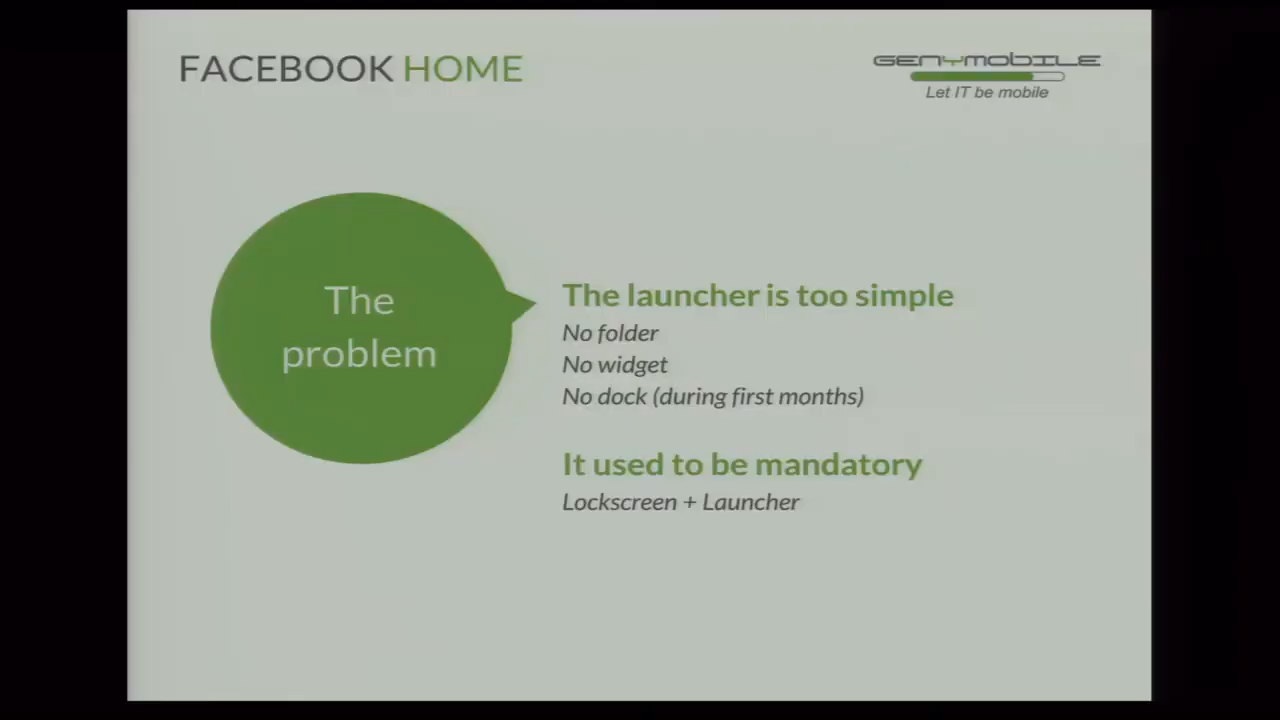 FACEBOOK HOME
GENYMOBILE
Let IT be mobile
The
problem
The launcher is too simple
No folder
No widget
No dock (during first months)
It used to be mandatory
Lockscreen + Launcher